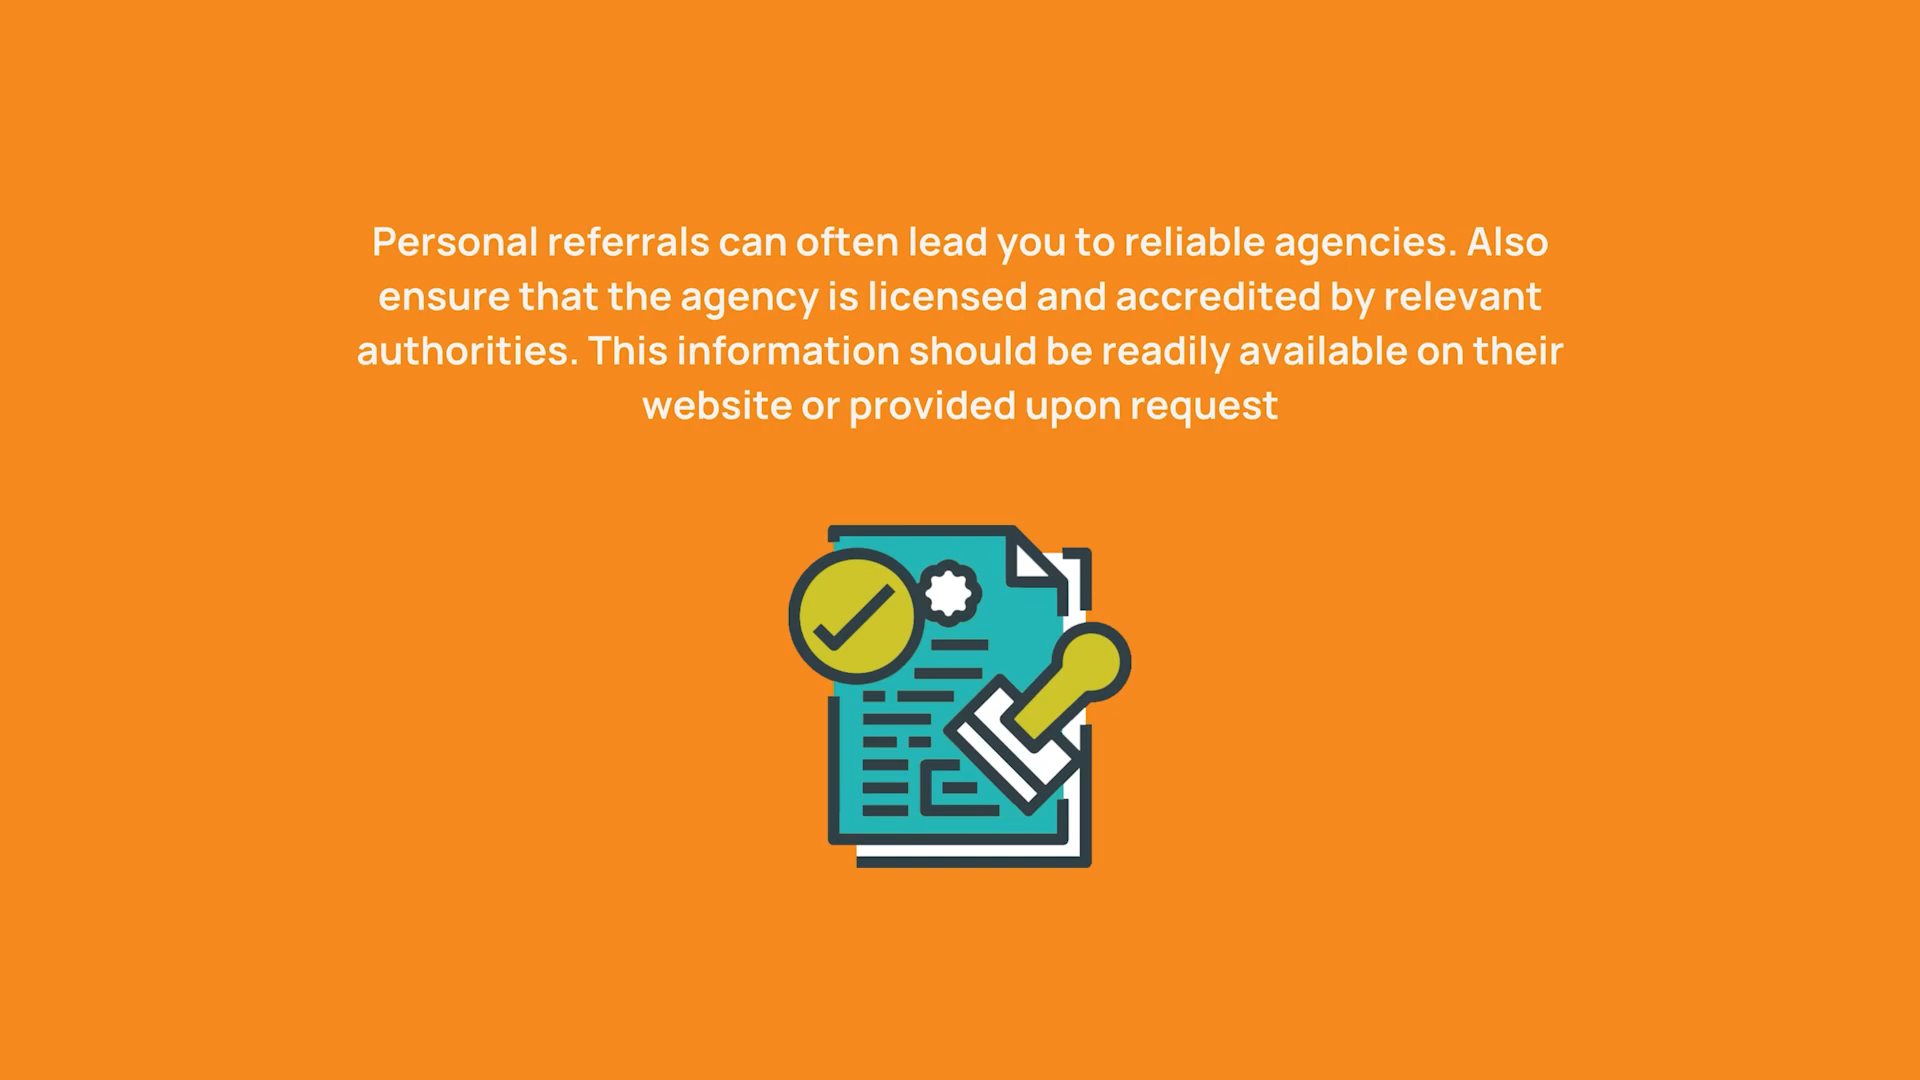 Personal referrals can often lead you to reliable agencies. Also
ensure that the agency is licensed and accredited by relevant
authorities. This information should be readily available on their
website or provided upon request